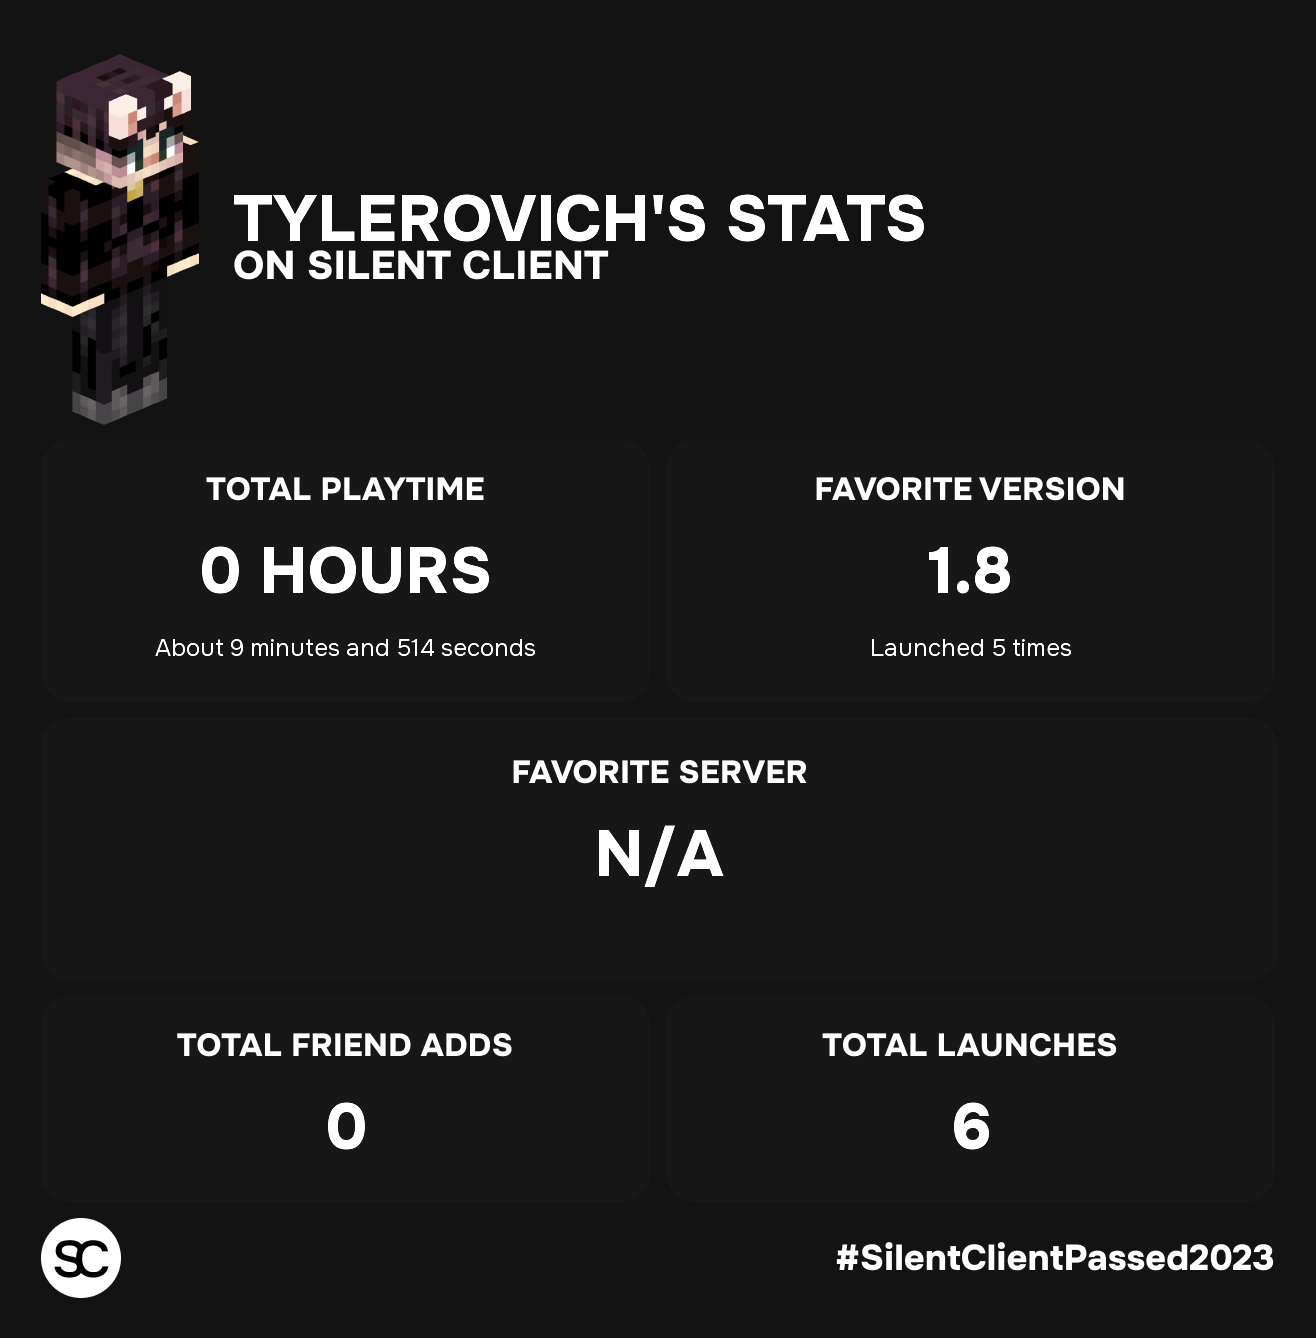 TYLEROVICH'S STATS
ON SILENT CLIENT
TOTAL PLAYTIME
0 HOURS
About 9 minutes and 514 seconds
FAVORITE VERSION
1.8
Launched 5 times
FAVORITE SERVER
N/A
TOTAL FRIEND ADDS
0
TOTAL LAUNCHES
6
SC
#SilentClientPassed2023